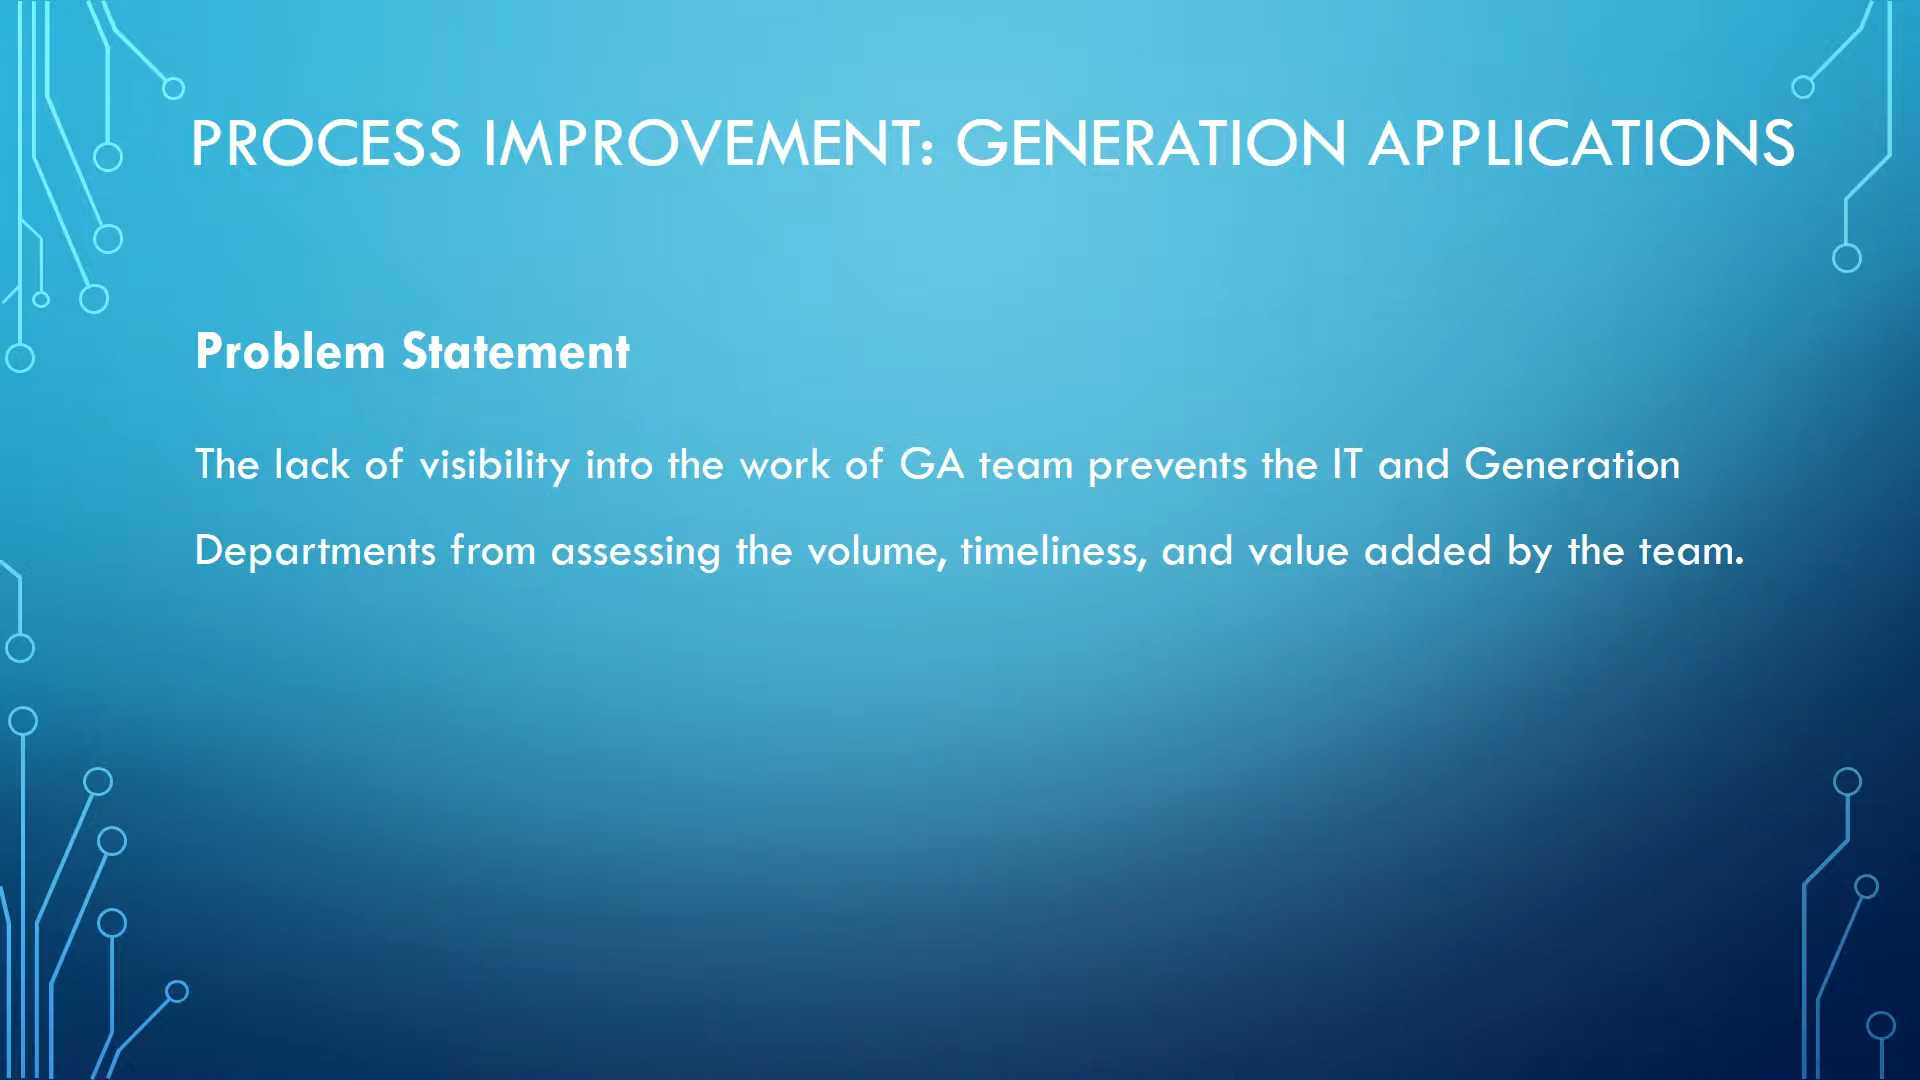 PROCESS IMPROVEMENT: GENERATION APPLICATIONS
Problem Statement
The lack of visibility into the work of GA team prevents the IT and Generation
Departments from assessing the volume, timeliness, and value added by the team.